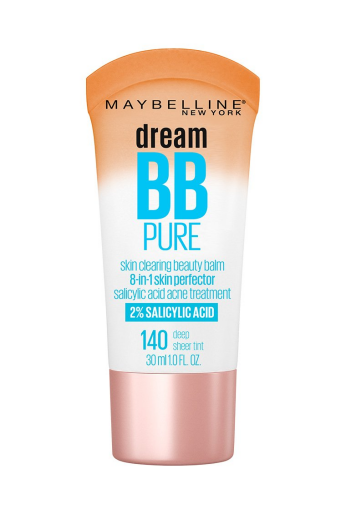 MAYBELLINE®
NEW YORK
dream
BB
PURE
skin clearing beauty balm
8-in-1 skin perfector
salicylic acid acne treatment
2% SALICYLIC ACID
140 deep
sheer tint
30 ml 1.0 FL. OZ.